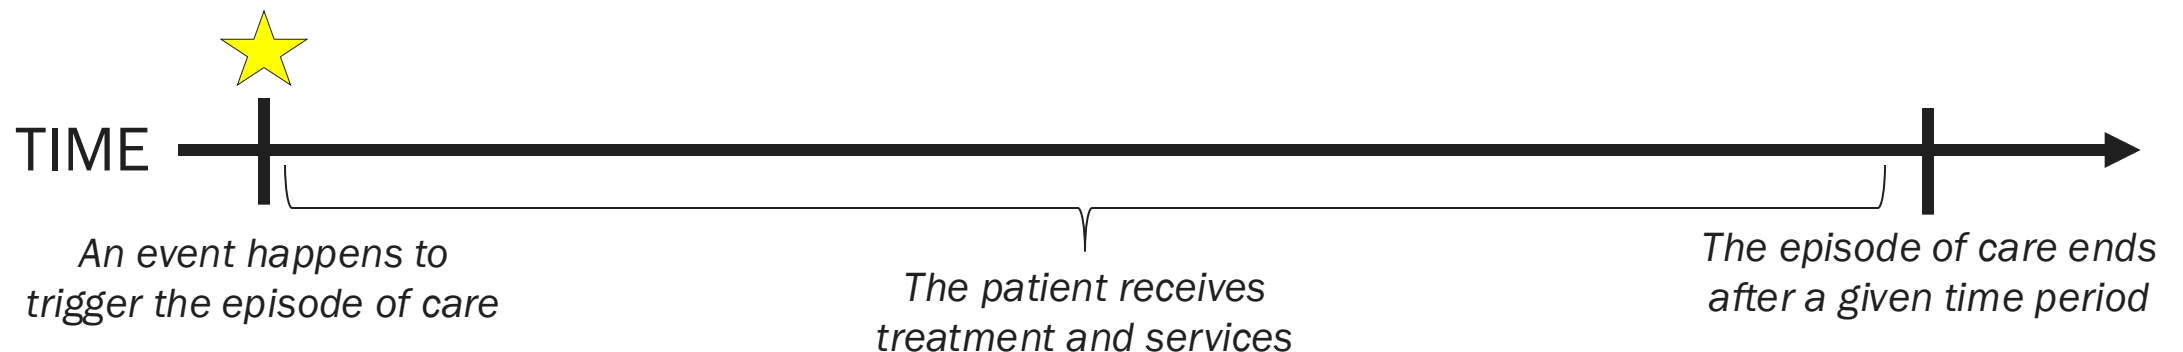 TIME
An event happens to
trigger the episode of care
The patient receives
treatment and services
The episode of care ends
after a given time period